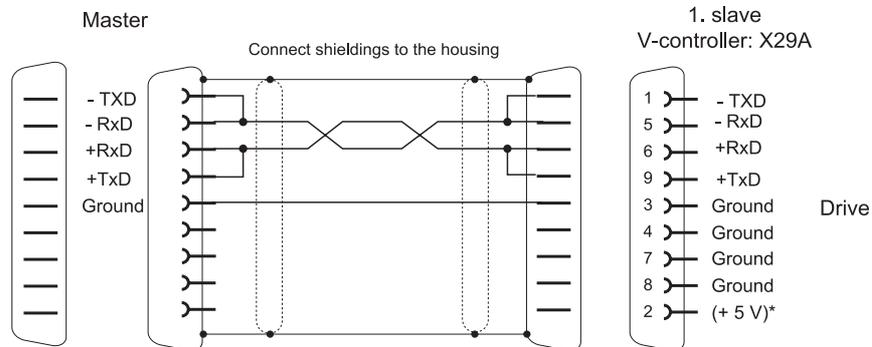 Master
1. slave
V-controller: X29A
Connect shieldings to the housing
- TXD
- RxD
+RxD
+TxD
Ground
1 - TXD
5 - RxD
6 +RxD
9 +TxD
3 Ground
4 Ground
7 Ground
8 Ground
2 (+ 5 V)*
Drive